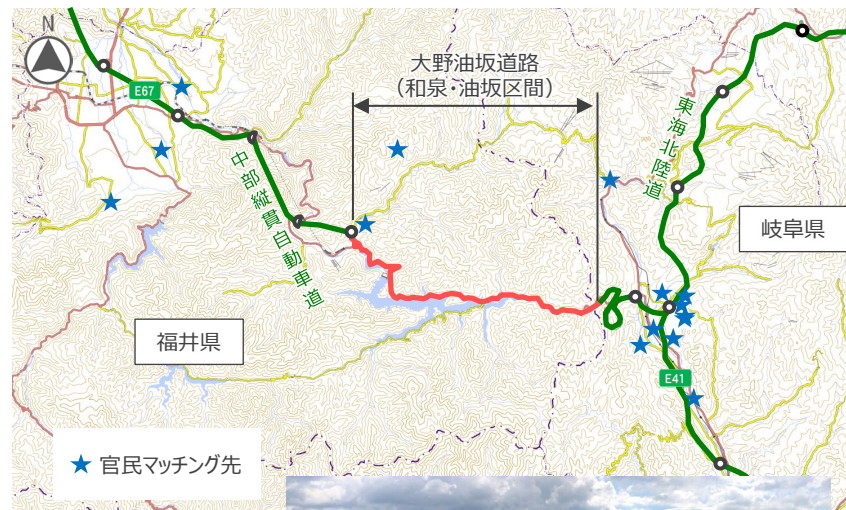 N
大野油坂道路
（和泉・油坂区間）
E67
中部縦貫自動車道
東海北陸道
岐阜県
福井県
E41
★ 官民マッチング先